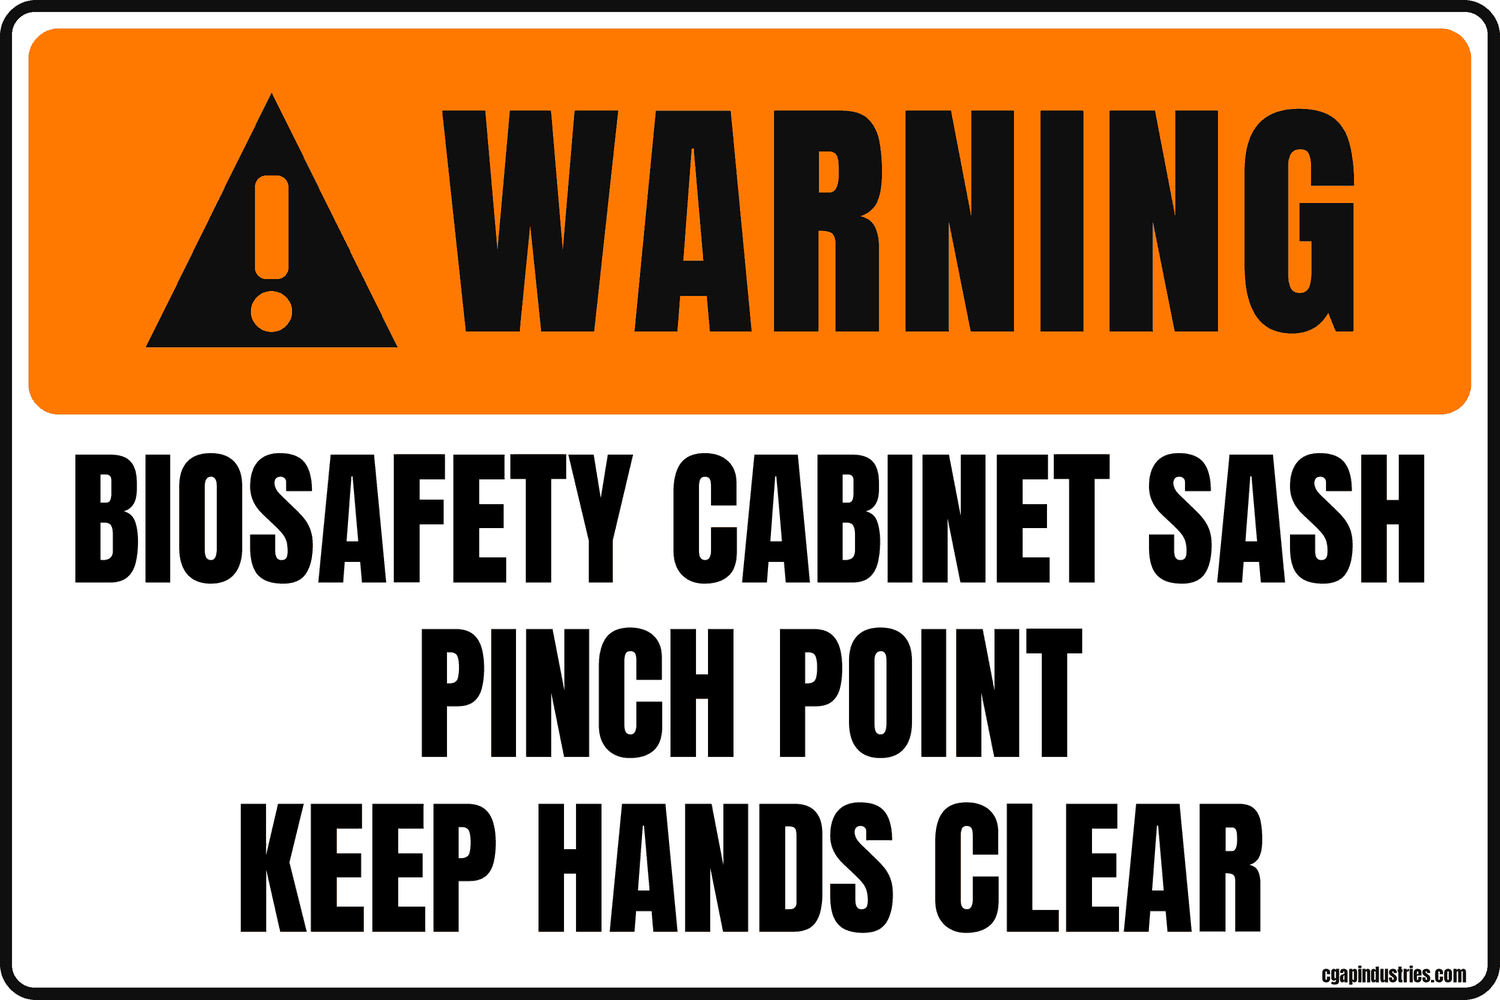 WARNING
BIOSAFETY CABINET SASH
PINCH POINT
KEEP HANDS CLEAR
cgapindustries.com